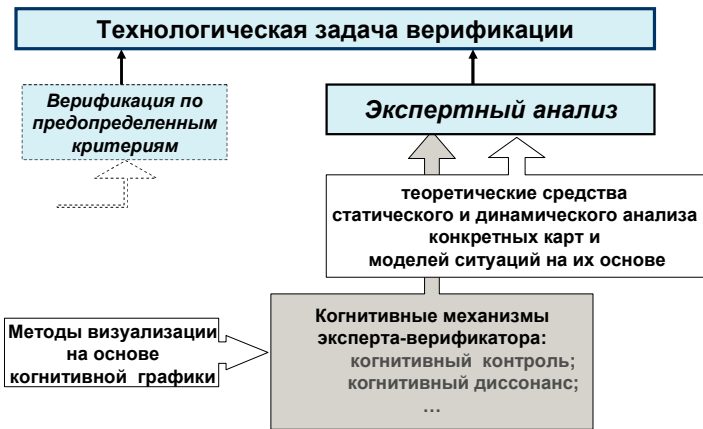 Технологическая задача верификации
Верификация по
предопределенным
критериям
Экспертный анализ
теоретические средства
статического и динамического анализа
конкретных карт и
моделей ситуаций на их основе
Методы визуализации
на основе
когнитивной графики
Когнитивные механизмы
эксперта-верификатора:
когнитивный контроль;
когнитивный диссонанс;
…